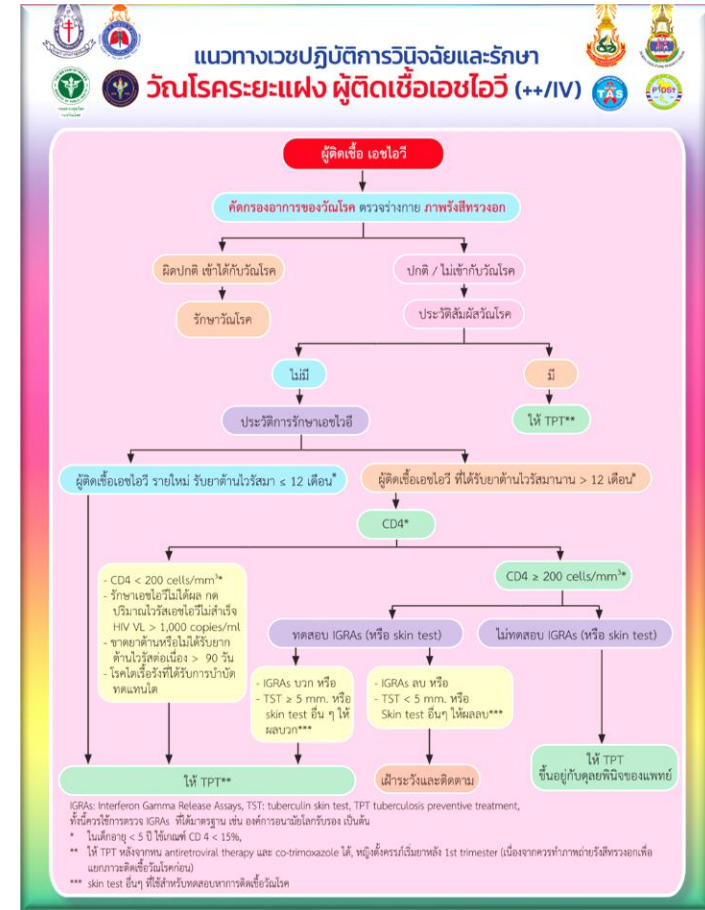 แนวทางเวชปฏิบัติการวินิจฉัยและรักษา
วัณโรคระยะแฝง ผู้ติดเชื้อเอชไอวี (++/IV)
TAS
PIDST
ผู้ติดเชื้อ เอชไอวี
คัดกรองอาการของวัณโรค ตรวจร่างกาย ภาพรังสีทรวงอก
ผิดปกติ เข้าได้กับวัณโรค
ปกติ / ไม่เข้ากับวัณโรค
รักษาวัณโรค
ประวัติสัมผัสวัณโรค
ไม่มี
มี
ประวัติการรักษาเอชไวอี
ให้ TPT**
ผู้ติดเชื้อเอชไอวี รายใหม่ รับยาต้านไวรัสมา ≤ 12 เดือน*
ผู้ติดเชื้อเอชไอวี ที่ได้รับยาต้านไวรัสมานาน > 12 เดือน*
CD4*
- CD4 < 200 cells/mm³*
- รักษาเอชไอวีไม่ได้ผล กด
ปริมาณไวรัสเอชไอวีไม่สำเร็จ
HIV VL > 1,000 copies/ml
- ขาดยาต้านหรือไม่ได้รับยาก
ต้านไวรัสต่อเนื่อง > 90 วัน
- โรคไตเรื้อรังที่ได้รับการบำบัด
ทดแทนไต
CD4 ≥ 200 cells/mm³*
ทดสอบ IGRAs (หรือ skin test)
ไม่ทดสอบ IGRAs (หรือ skin test)
- IGRAs บวก หรือ
- TST ≥ 5 mm. หรือ
skin test อื่น ๆ ให้
ผลบวก***
- IGRAs ลบ หรือ
- TST < 5 mm. หรือ
Skin test อื่นๆ ให้ผลลบ***
ให้ TPT**
เฝ้าระวังและติดตาม
ให้ TPT
ขึ้นอยู่กับดุลยพินิจของแพทย์
IGRAs: Interferon Gamma Release Assays, TST: tuberculin skin test, TPT tuberculosis preventive treatment,
ทั้งนี้ควรใช้การตรวจ IGRAs ที่ได้มาตรฐาน เช่น องค์การอนามัยโลกรับรอง เป็นต้น
* ในเด็กอายุ < 5 ปี ใช้เกณฑ์ CD 4 < 15%,
** ให้ TPT หลังจากทน antiretroviral therapy และ co-trimoxazole ได้, หญิงตั้งครรภ์เริ่มยาหลัง 1st trimester (เนื่องจากควรทำภาพถ่ายรังสีทรวงอกเพื่อ
แยกภาวะติดเชื้อวัณโรคก่อน)
*** skin test อื่นๆ ที่ใช้สำหรับทดสอบหาการติดเชื้อวัณโรค